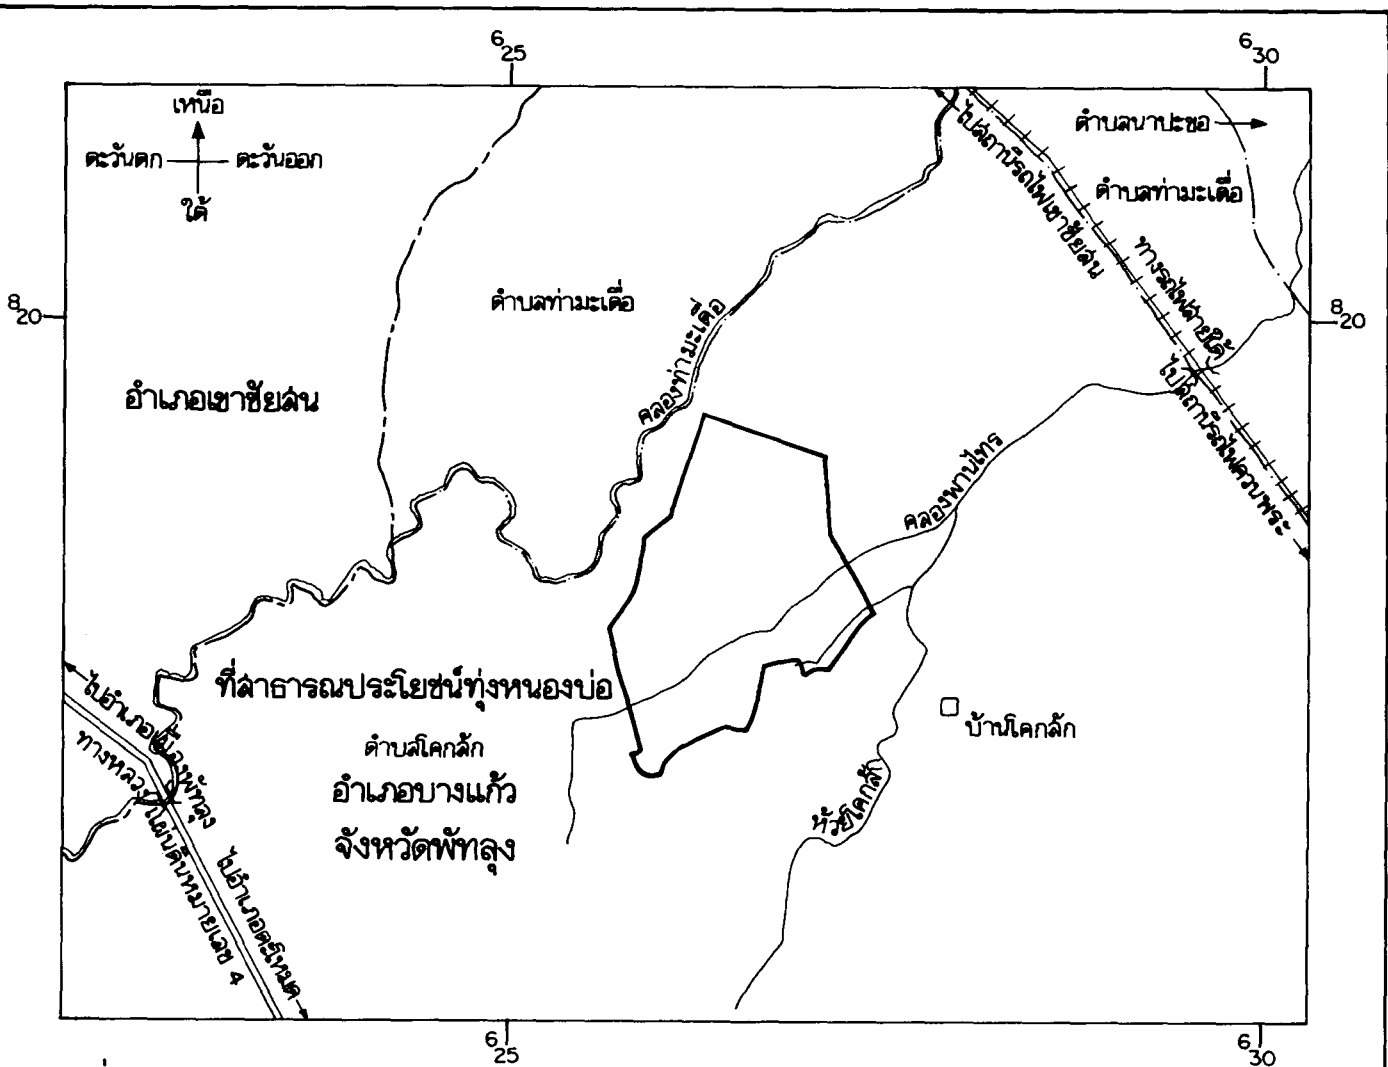 6 25
6 30
เหนือ
ตะวันตก
ตะวันออก
ใต้
ไปสถานีรถไฟเขาชัยสน
ตำบลนาปะขอ
ตำบลท่ามะเดื่อ
ทางรถไฟสายใต้
8 20
ตำบลท่ามะเดื่อ
8 20
คลองท่ามะเดื่อ
อำเภอเขาชัยสน
ไปสถานีรถไฟควนพระ
คลองพานไทร
ที่สาธารณประโยชน์ทุ่งหนองบ่อ
ไปอำเภอเมืองพัทลุง
บ้านโคกสัก
ตำบลโคกสัก
ทางหลวงแผ่นดินหมายเลข 4
อำเภอบางแก้ว
ห้วยโคกสัก
จังหวัดพัทลุง
ไปอำเภอตะโหมด
6 25
6 30